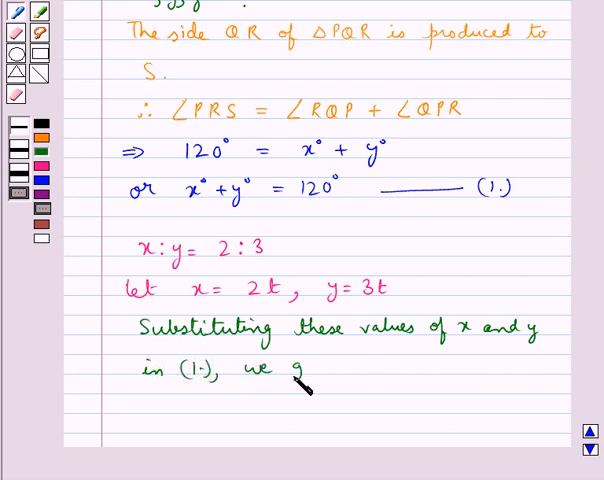 The side QR of △PQR is produced to
S.
∴ ∠PRS = ∠RQP + ∠QPR
⇒ 120° = x° + y°
or x° + y° = 120° ——— (1.)
x : y = 2 : 3
Let x = 2t, y = 3t
Substituting these values of x and y
in (1.), we g